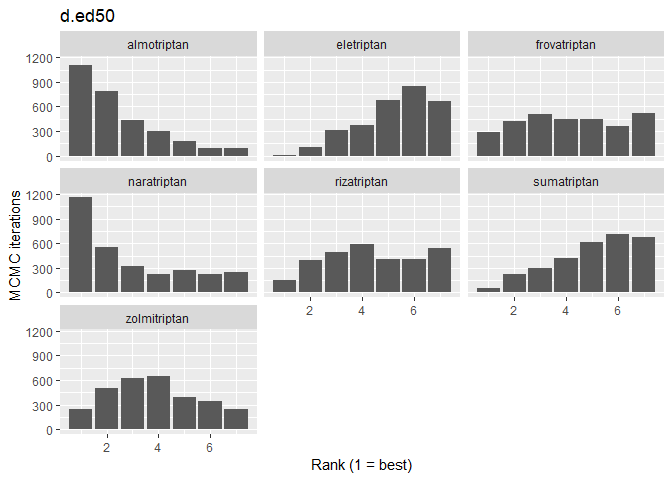 d.ed50
almotriptan eletriptan frovatriptan
1200
900
600
300
0
naratriptan rizatriptan sumatriptan
1200
900
600
300
0
2 4 6 2 4 6
zolmitriptan
1200
900
600
300
0
2 4 6
MCMC iterations
Rank (1 = best)